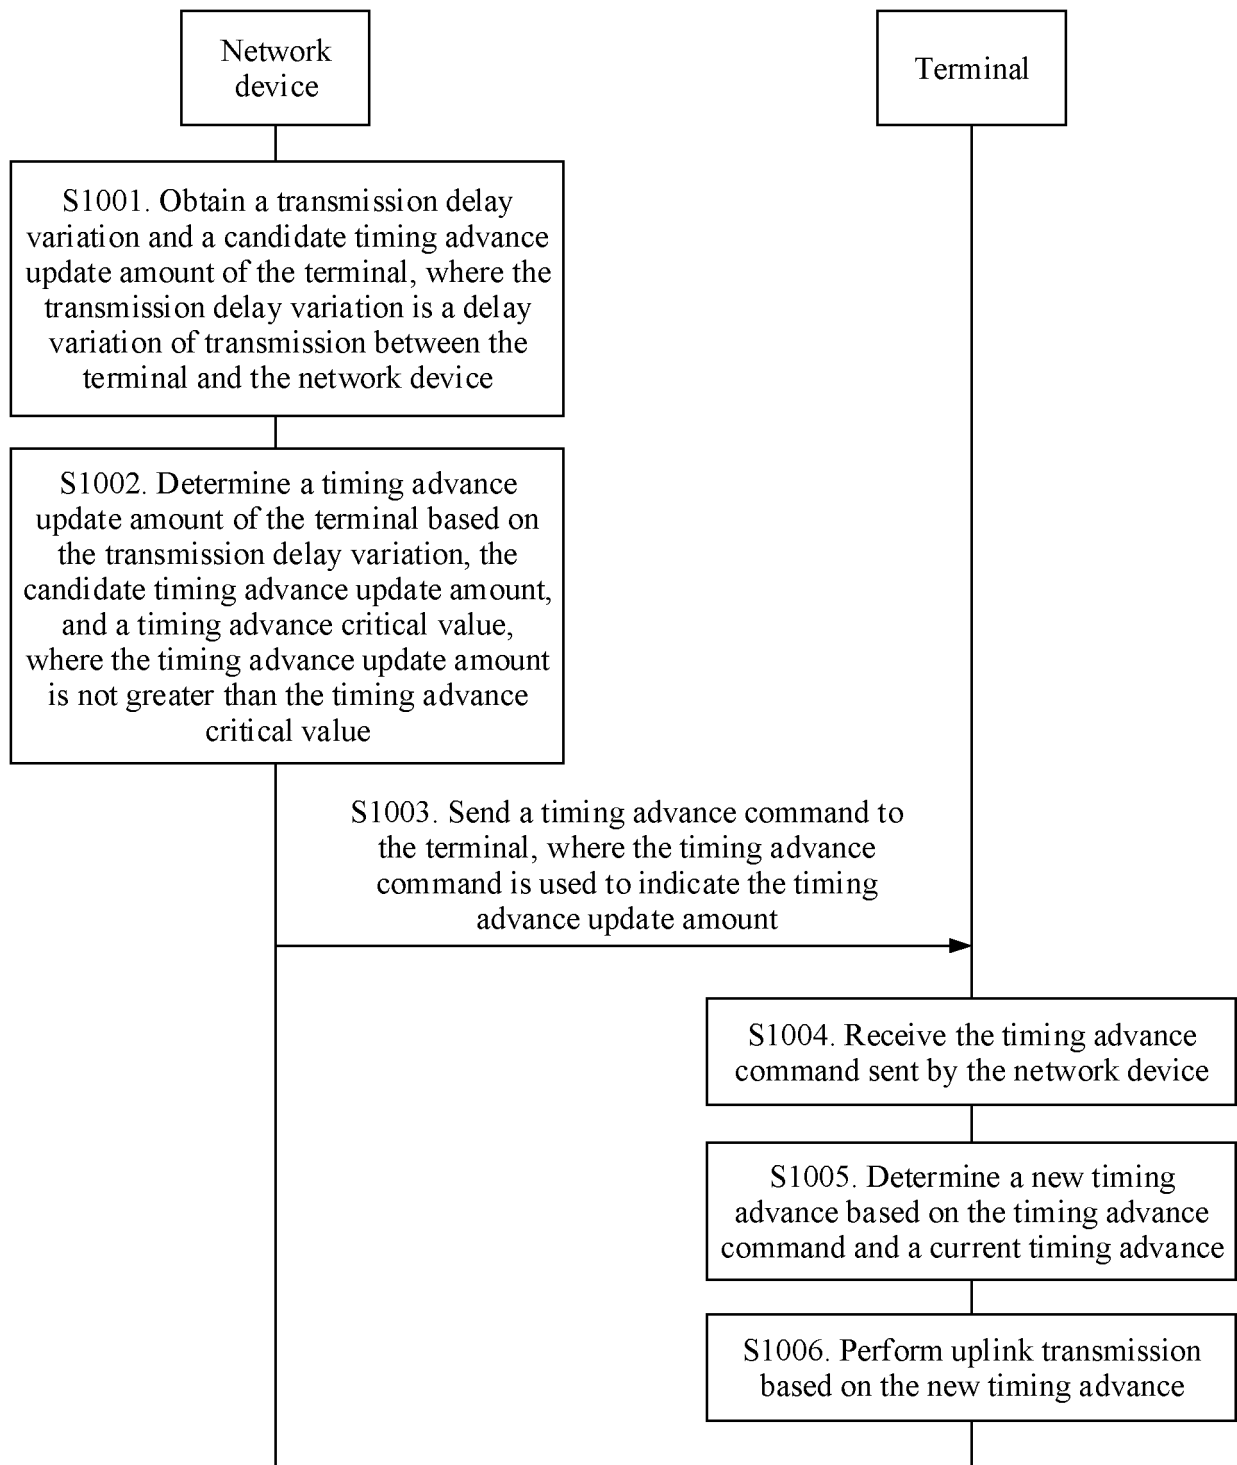 Network
device
Terminal
S1001. Obtain a transmission delay
variation and a candidate timing advance
update amount of the terminal, where the
transmission delay variation is a delay
variation of transmission between the
terminal and the network device
S1002. Determine a timing advance
update amount of the terminal based on
the transmission delay variation, the
candidate timing advance update amount,
and a timing advance critical value,
where the timing advance update amount
is not greater than the timing advance
critical value
S1003. Send a timing advance command to
the terminal, where the timing advance
command is used to indicate the timing
advance update amount
S1004. Receive the timing advance
command sent by the network device
S1005. Determine a new timing
advance based on the timing advance
command and a current timing advance
S1006. Perform uplink transmission
based on the new timing advance